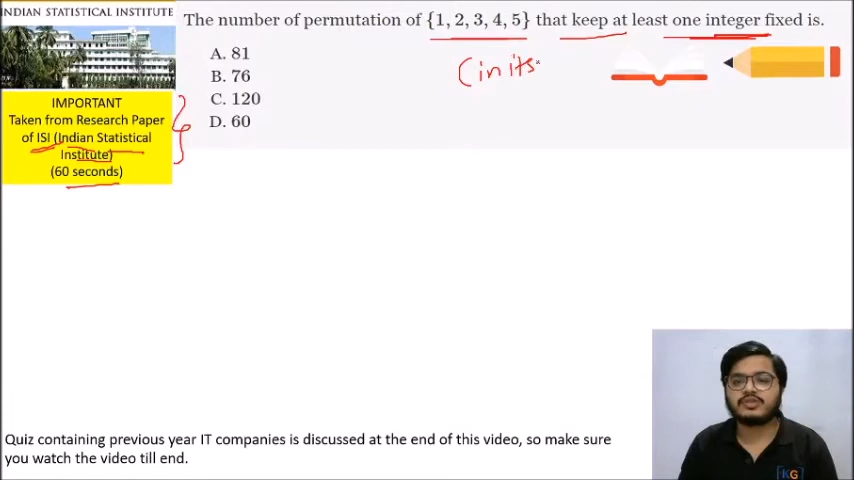 INDIAN STATISTICAL INSTITUTE
The number of permutation of {1, 2, 3, 4, 5} that keep at least one integer fixed is.
A. 81
B. 76
C. 120
D. 60
(in its
IMPORTANT
Taken from Research Paper
of ISI (Indian Statistical
Institute)
(60 seconds)
Quiz containing previous year IT companies is discussed at the end of this video, so make sure
you watch the video till end.
KG